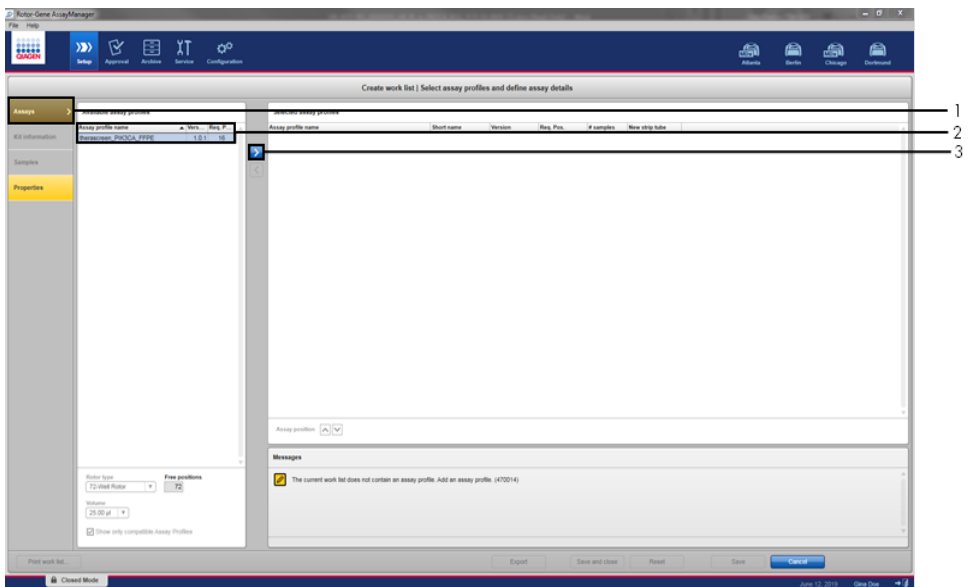 Rotor-Gene AssayManager
File Help
QIAGEN
Setup Approval Archive Service Configuration
Atlanta Berlin Chicago Dortmund
Create work list | Select assay profiles and define assay details
Assays
Available assay profiles
Selected assay profiles
1
Assay profile name Vers... Req. P...
Assay profile name Short name Version Req. Pos. # samples New strip tube
2
therascreen_PIK3CA_FFPE 1.0.1 16
Kit information
3
Samples
Properties
Assay position
Messages
The current work list does not contain an assay profile. Add an assay profile. (470014)
Rotor type Free positions
72-Well Rotor 72
Volume
25.00 µl
Show only compatible Assay Profiles
Print work list... Export Save and close Reset Save Cancel
Closed Mode
June 12, 2019 Gina Doe